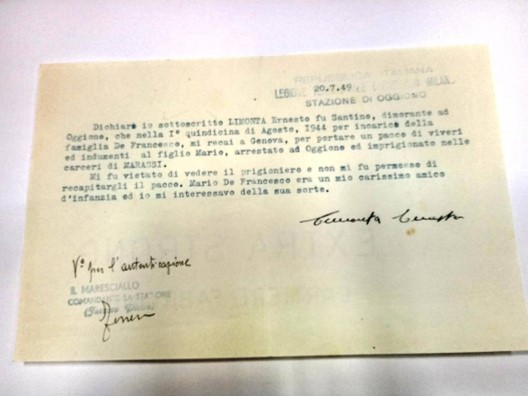 REPUBBLICA ITALIANA
20.7.49
STAZIONE DI OGGIONO
Dichiaro io sottoscritto LIMONTA Ernesto fu Santino, dimorante ad
Oggiono, che nella I° quindicina di Agosto, 1944 per incarico della
famiglia De Francesco, mi recai a Genova, per portare un pacco di viveri
ed indumenti al figlio Mario, arrestato ad Oggiono ed imprigionato nelle
carceri di MARASSI.
Mi fu vietato di vedere il prigioniero e non mi fu permesso di
recapitargli il pacco. Mario De Francesco era un mio carissimo amico
d'infanzia ed io mi interessavo della sua sorte.
Limonta Ernesto
V° per l'autenticazione
IL MARESCIALLO
COMANDANTE LA STAZIONE